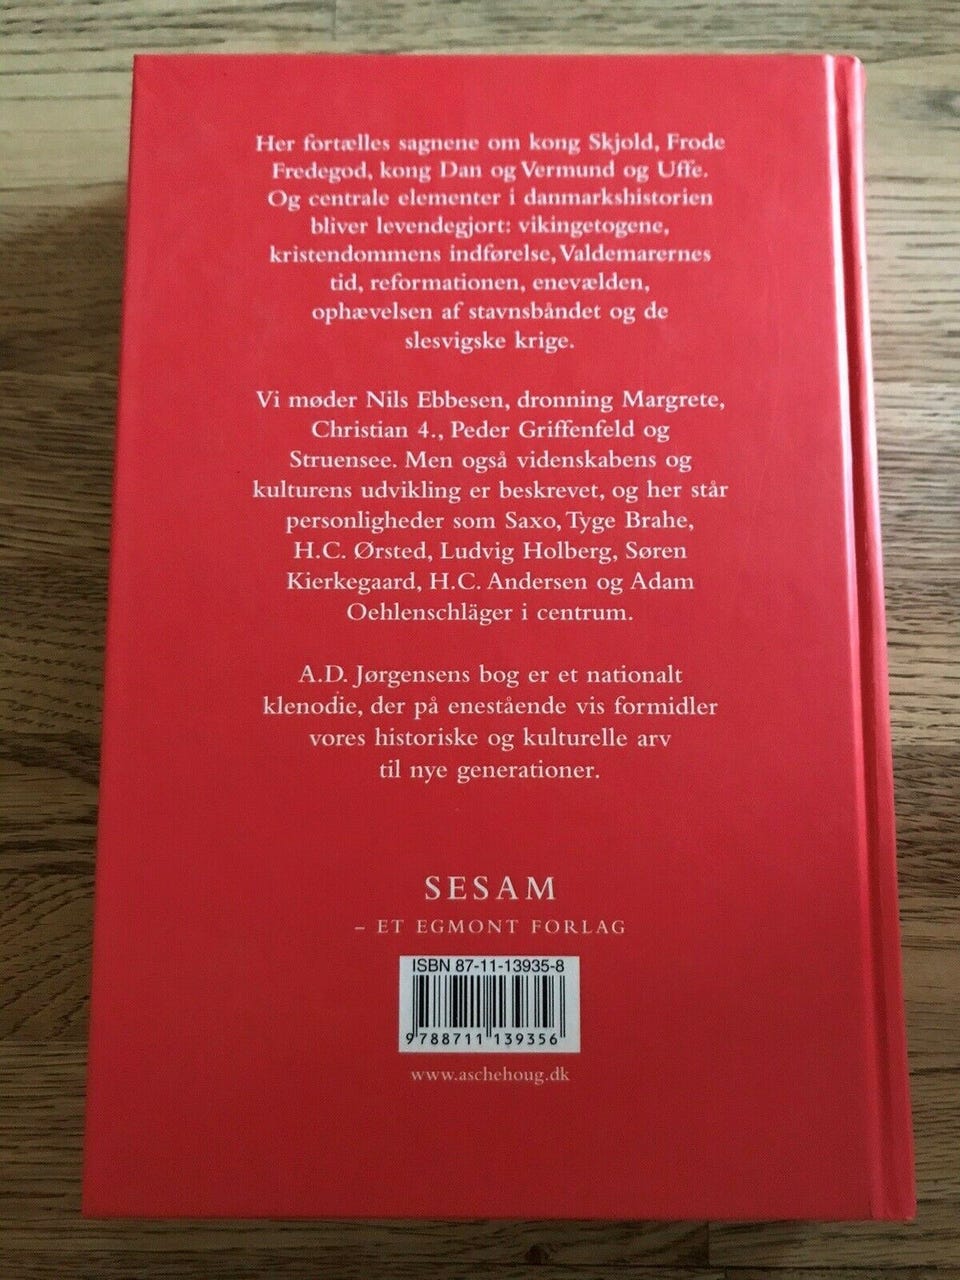 Her fortælles sagnene om kong Skjold, Frode
Fredegod, kong Dan og Vermund og Uffe.
Og centrale elementer i danmarkshistorien
bliver levendegjort: vikingetogene,
kristendommens indførelse, Valdemarernes
tid, reformationen, enevælden,
ophævelsen af stavnsbåndet og de
slesvigske krige.
Vi møder Nils Ebbesen, dronning Margrete,
Christian 4., Peder Griffenfeld og
Struensee. Men også videnskabens og
kulturens udvikling er beskrevet, og her står
personligheder som Saxo, Tyge Brahe,
H.C. Ørsted, Ludvig Holberg, Søren
Kierkegaard, H.C. Andersen og Adam
Oehlenschläger i centrum.
A.D. Jørgensens bog er et nationalt
klenodie, der på enestående vis formidler
vores historiske og kulturelle arv
til nye generationer.
SESAM
– ET EGMONT FORLAG
ISBN 87-11-13935-8
9 788711 139356
www.aschehoug.dk